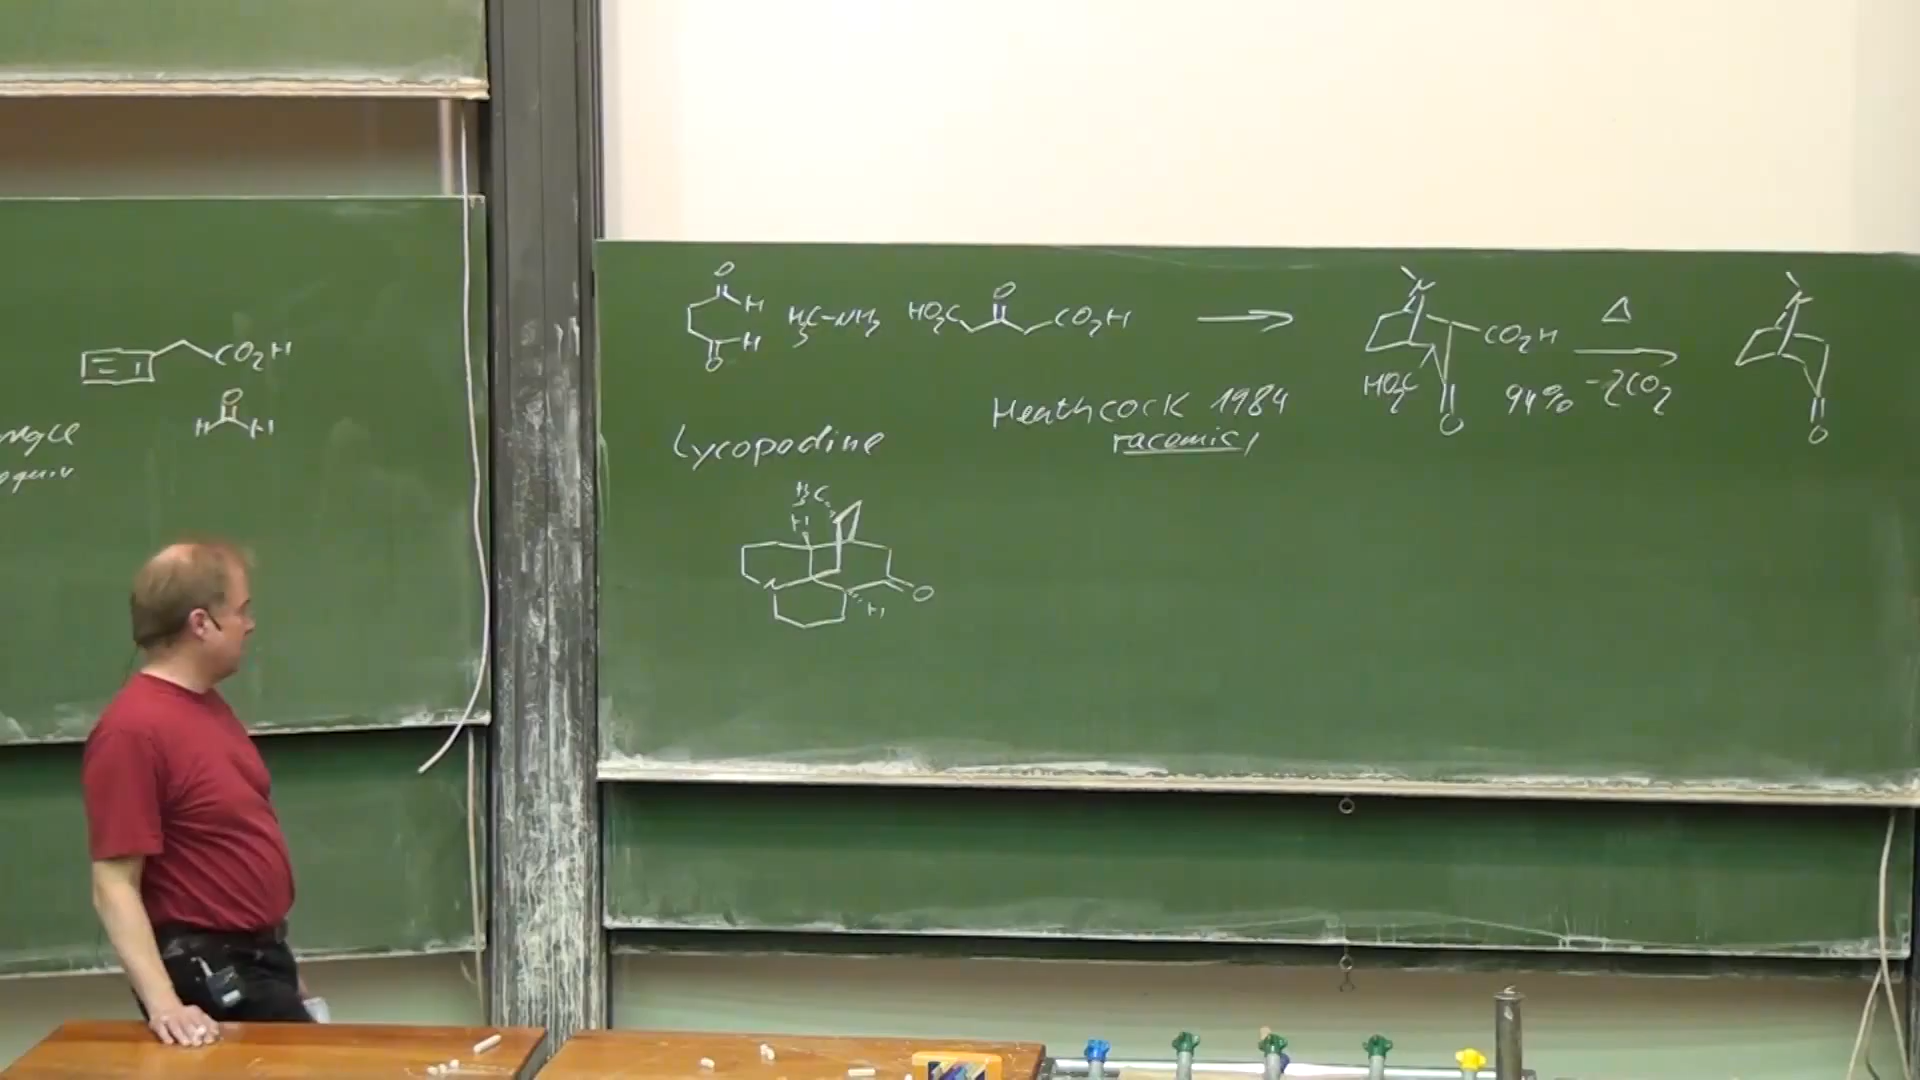 CO2H
O
H H
O
H
H
O
H3C-NH2
HO2C O CO2H
N
CO2H
HO2C
O
94%
Δ
-2CO2
N
O
Heathcock 1984
racemic!
Lycopodine
H3C
H
N
O
H